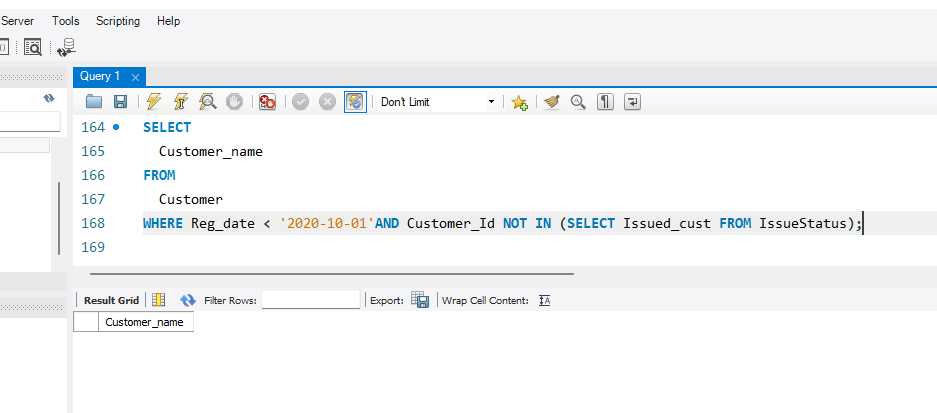 Server Tools Scripting Help
Query 1
Don't Limit
164 SELECT
165 Customer_name
166 FROM
167 Customer
168 WHERE Reg_date < '2020-10-01'AND Customer_Id NOT IN (SELECT Issued_cust FROM IssueStatus);
169
Result Grid Filter Rows: Export: Wrap Cell Content:
Customer_name